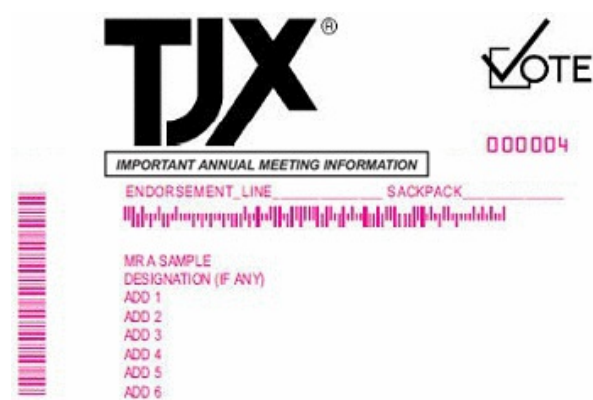 TJX®
VOTE
000004
IMPORTANT ANNUAL MEETING INFORMATION
ENDORSEMENT_LINE______________ SACKPACK_____________
MR A SAMPLE
DESIGNATION (IF ANY)
ADD 1
ADD 2
ADD 3
ADD 4
ADD 5
ADD 6